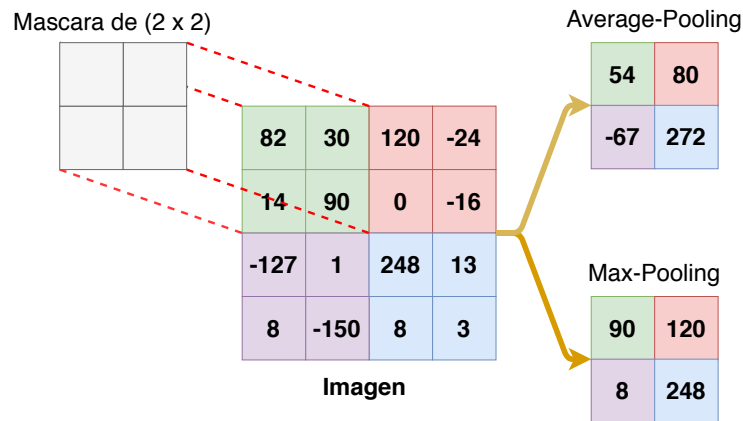 Mascara de (2 x 2)
Average-Pooling
54 80
-67 272
82 30 120 -24
14 90 0 -16
-127 1 248 13
8 -150 8 3
Imagen
Max-Pooling
90 120
8 248